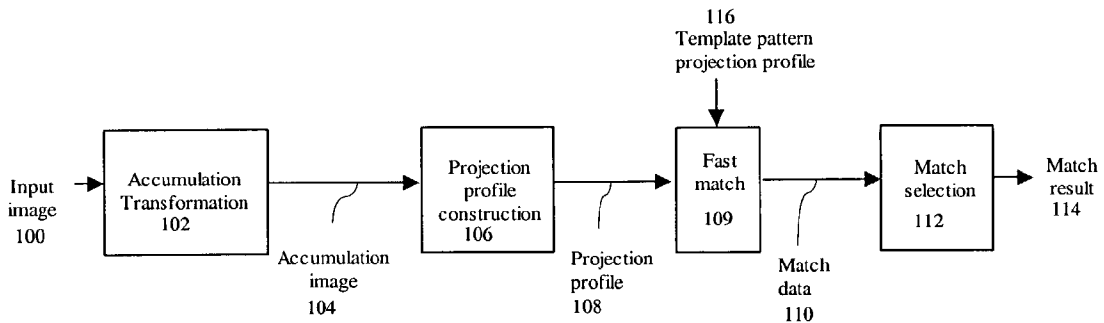 116
Template pattern
projection profile
Input
image
100
Accumulation
Transformation
102
Accumulation
image
104
Projection
profile
construction
106
Projection
profile
108
Fast
match
109
Match
data
110
Match
selection
112
Match
result
114